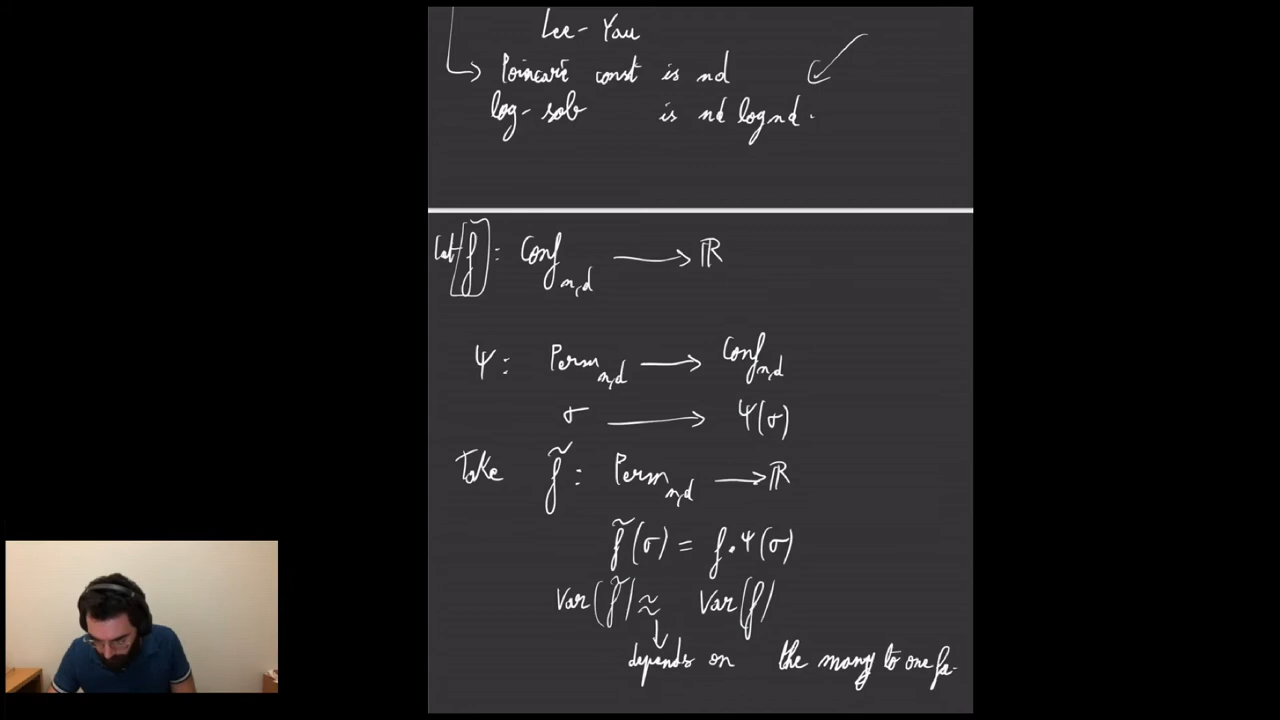 Lee-Yau
→ Poincaré const is nd
log-sob is nd log nd.
Let f̃ : Conf_{n,d} → ℝ
Ψ : Perm_{n,d} → Conf_{n,d}
σ → Ψ(σ)
Take f̃ : Perm_{n,d} → ℝ
f̃(σ) = f∘Ψ(σ)
Var(f̃) ≈ Var(f)
↓ depends on the many to one